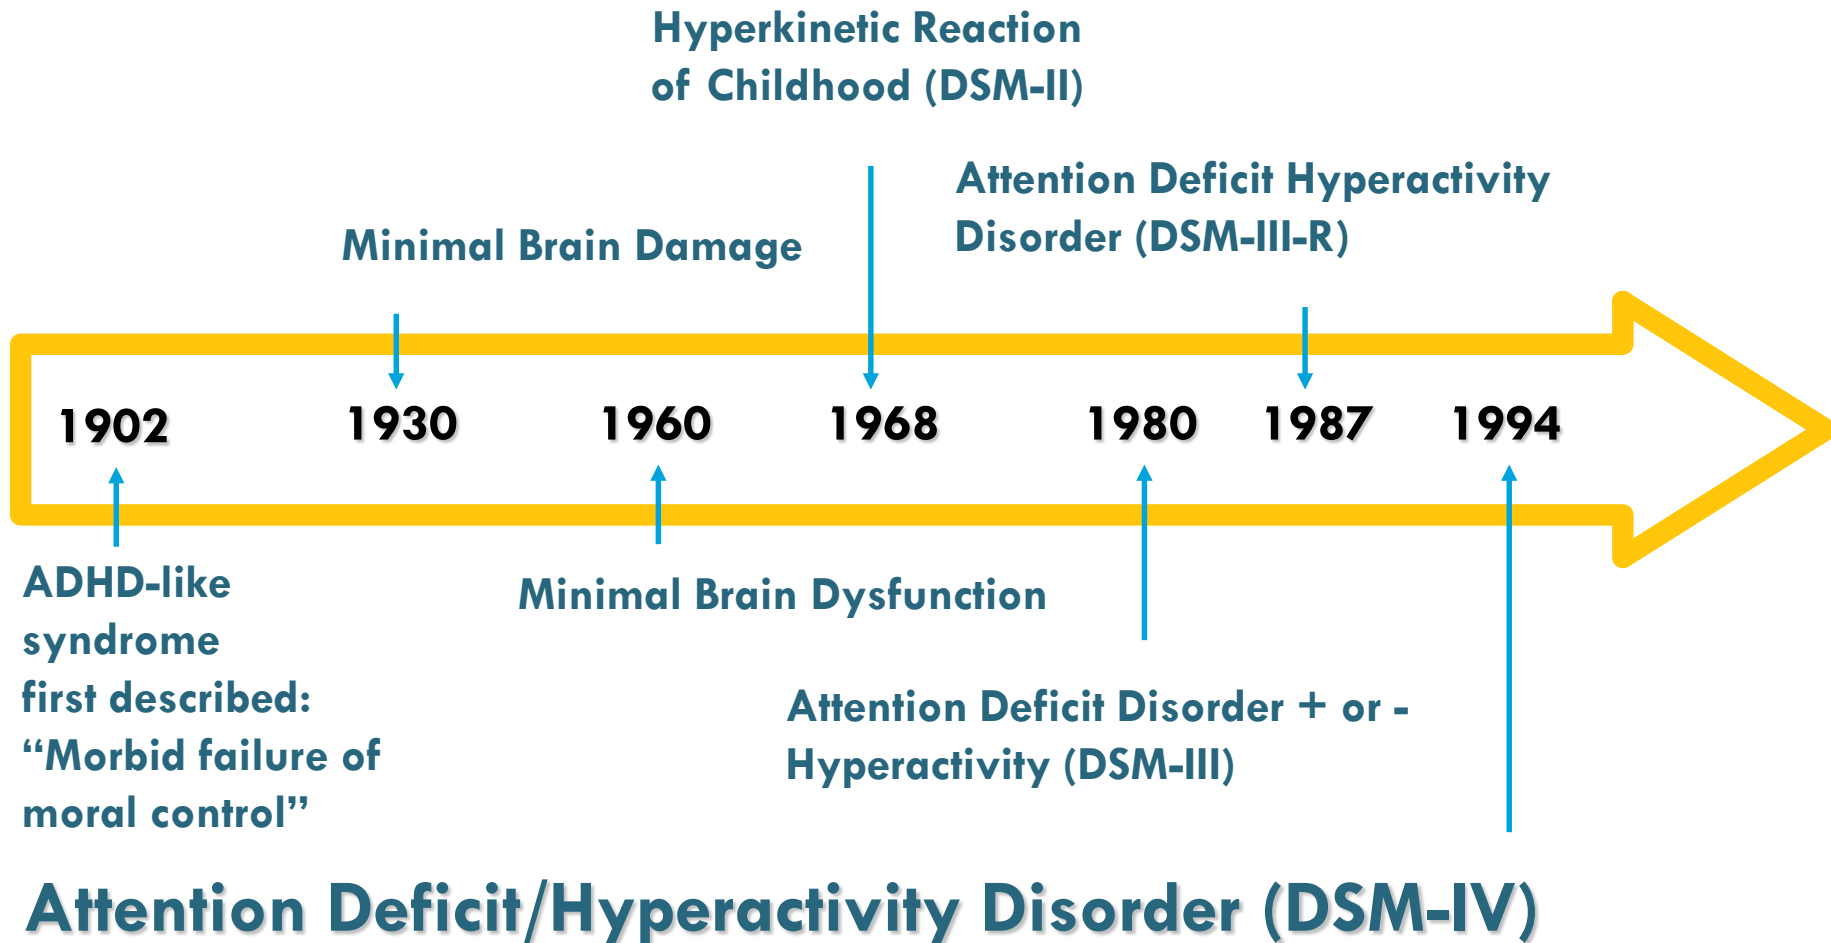 Hyperkinetic Reaction
of Childhood (DSM-II)
Attention Deficit Hyperactivity
Disorder (DSM-III-R)
Minimal Brain Damage
1902 1930 1960 1968 1980 1987 1994
ADHD-like
syndrome
first described:
“Morbid failure of
moral control”
Minimal Brain Dysfunction
Attention Deficit Disorder + or -
Hyperactivity (DSM-III)
Attention Deficit/Hyperactivity Disorder (DSM-IV)